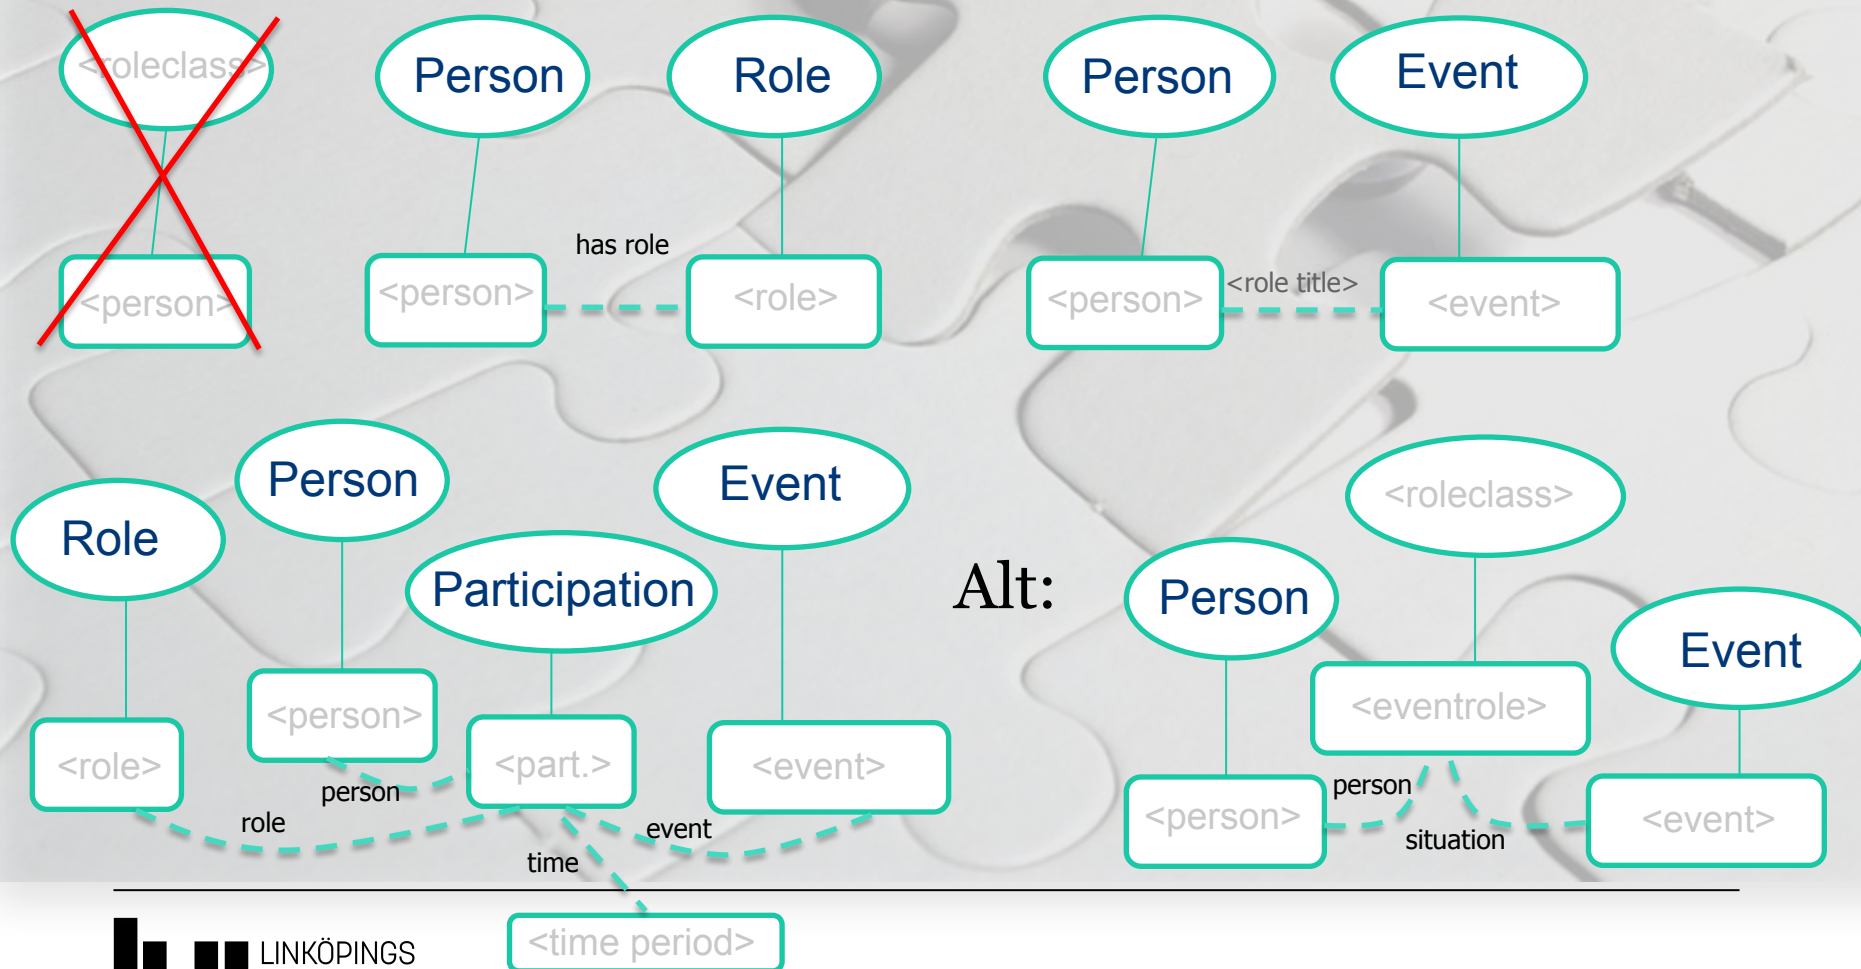 <roleclass>
<person>
Person
Role
<person>
has role
<role>
Person
Event
<person>
<role title>
<event>
Role
Person
Participation
Event
<role>
<person>
<part.>
<event>
person
role
event
time
<time period>
Alt:
Person
<roleclass>
Event
<person>
<eventrole>
<event>
person
situation
LINKÖPINGS